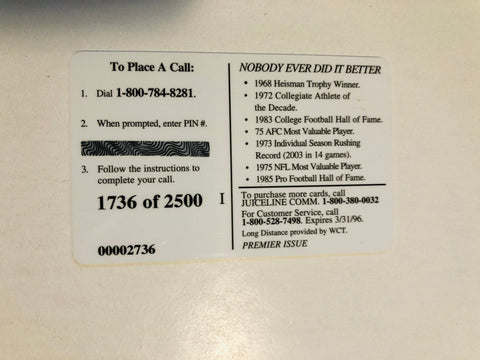 To Place A Call:
1. Dial 1-800-784-8281.
2. When prompted, enter PIN #.
3. Follow the instructions to
complete your call.
1736 of 2500
I
00002736
NOBODY EVER DID IT BETTER
• 1968 Heisman Trophy Winner.
• 1972 Collegiate Athlete of
the Decade.
• 1983 College Football Hall of Fame.
• 75 AFC Most Valuable Player.
• 1973 Individual Season Rushing
Record (2003 in 14 games).
• 1975 NFL Most Valuable Player.
• 1985 Pro Football Hall of Fame.
To purchase more cards, call
JUICELINE COMM. 1-800-380-0032
For Customer Service, call
1-800-528-7498. Expires 3/31/96.
Long Distance provided by WCT.
PREMIER ISSUE